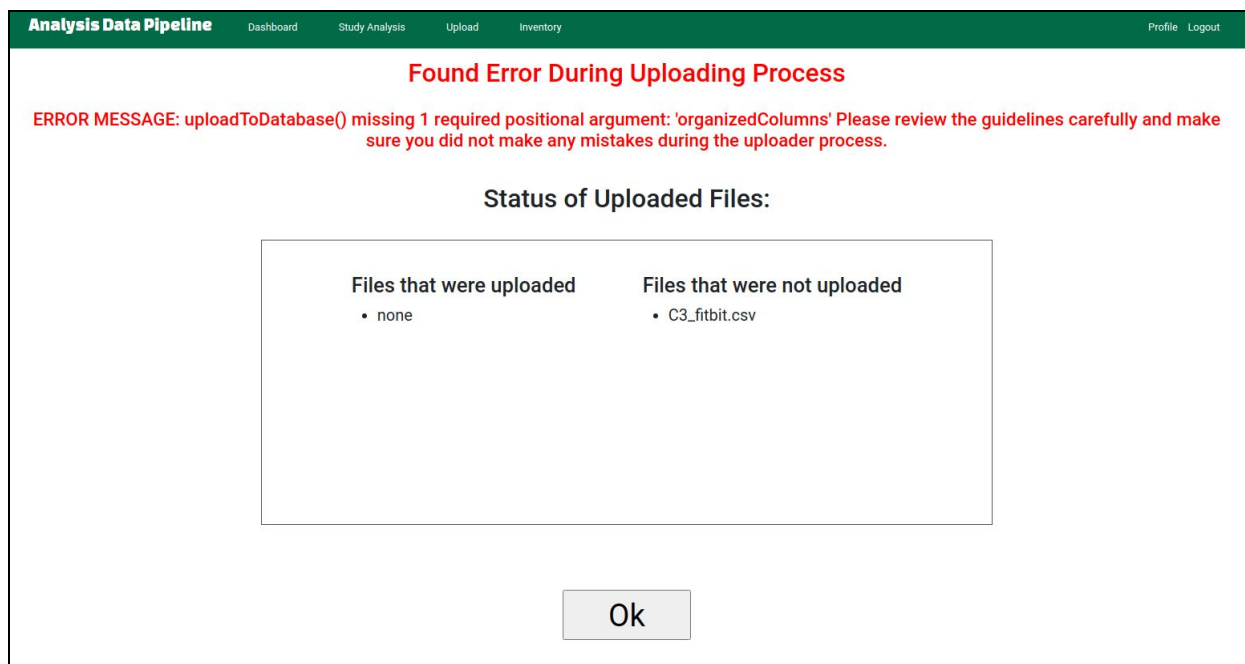 Analysis Data Pipeline Dashboard Study Analysis Upload Inventory Profile Logout
Found Error During Uploading Process
ERROR MESSAGE: uploadToDatabase() missing 1 required positional argument: 'organizedColumns' Please review the guidelines carefully and make
sure you did not make any mistakes during the uploader process.
Status of Uploaded Files:
Files that were uploaded
• none
Files that were not uploaded
• C3_fitbit.csv
Ok